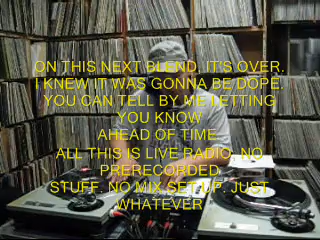 ON THIS NEXT BLEND, IT'S OVER.
I KNEW IT WAS GONNA BE DOPE.
YOU CAN TELL BY ME LETTING
YOU KNOW
AHEAD OF TIME.
ALL THIS IS LIVE RADIO. NO
PRERECORDED
STUFF. NO MIX SET UP. JUST
WHATEVER